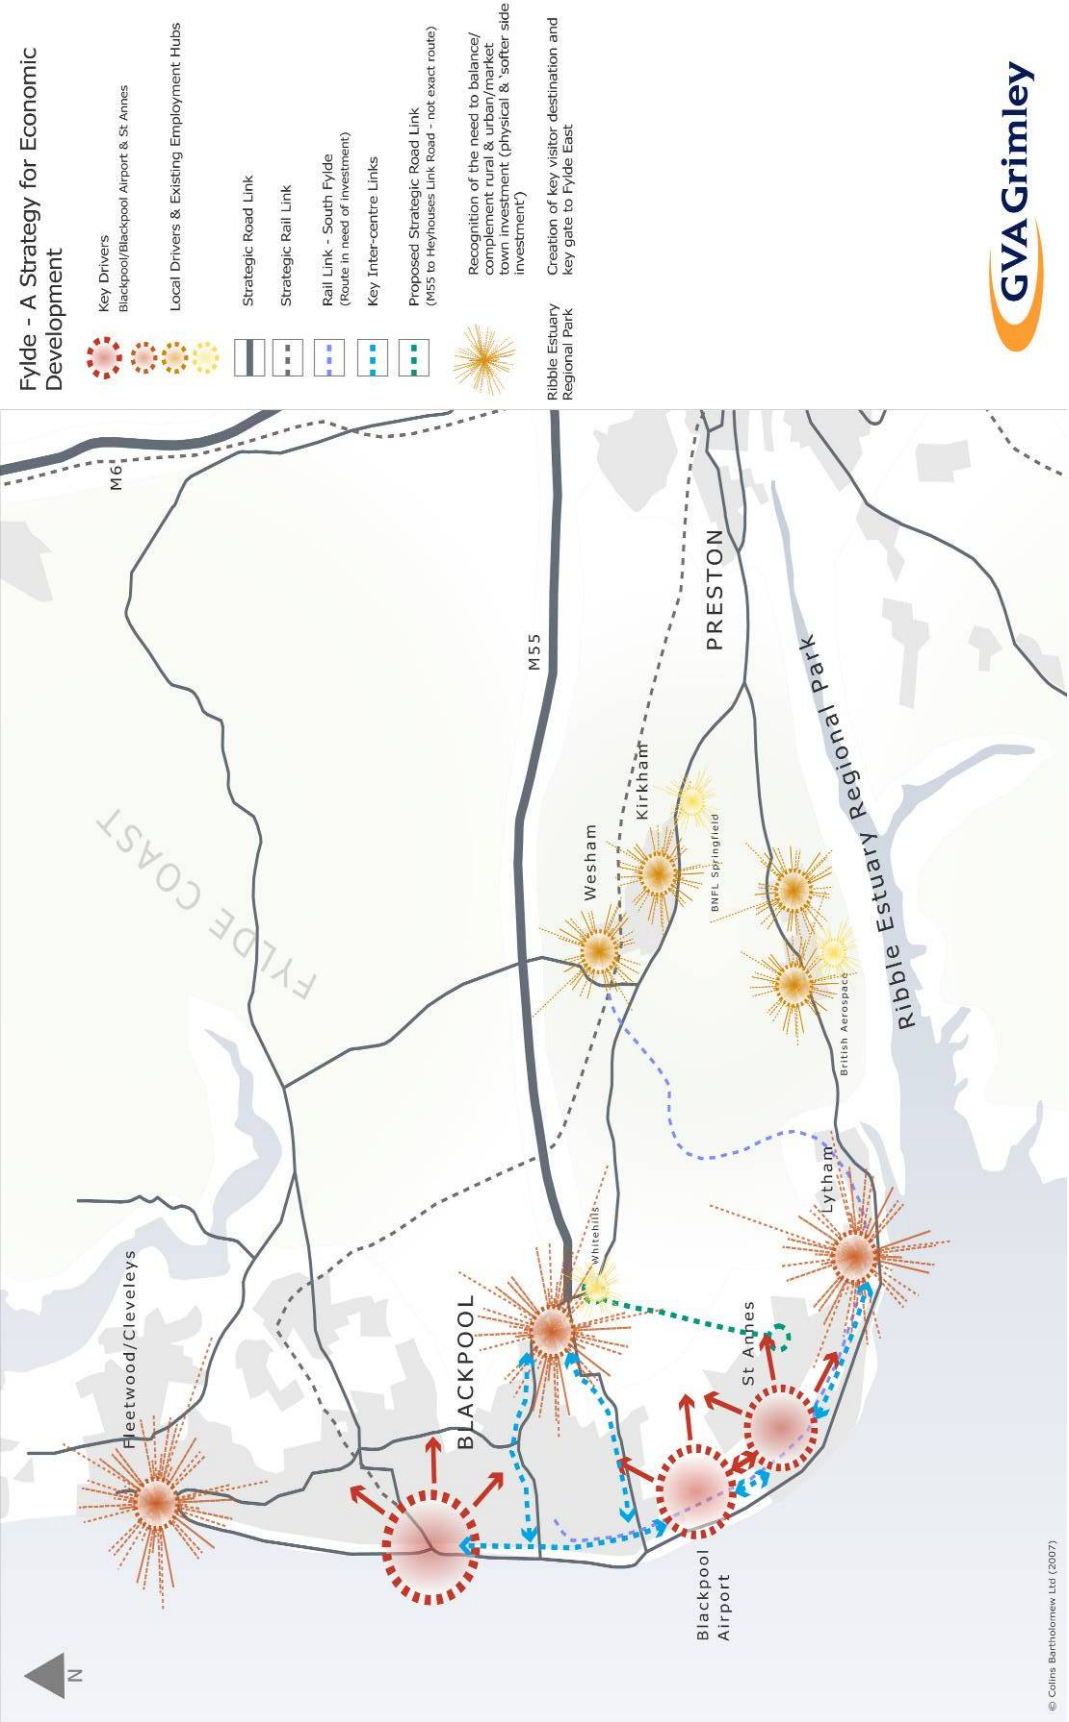 Fylde - A Strategy for Economic
Development
Key Drivers
Blackpool/Blackpool Airport & St Annes
Local Drivers & Existing Employment Hubs
Strategic Road Link
Strategic Rail Link
Rail Link - South Fylde
(Route in need of investment)
Key Inter-centre Links
Proposed Strategic Road Link
(M55 to Heyhouses Link Road - not exact route)
Recognition of the need to balance/
complement rural & urban/market
town investment (physical & 'softer side
investment')
Ribble Estuary
Regional Park
Creation of key visitor destination and
key gate to Fylde East
GVA Grimley
M6
FYLDE COAST
M55
Fleetwood/Cleveleys
BLACKPOOL
Whitehills
Wesham
Kirkham
BNFL Springfield
PRESTON
St Annes
Lytham
British Aerospace
Ribble Estuary Regional Park
Blackpool
Airport
N
© Collins Bartholomew Ltd (2007)